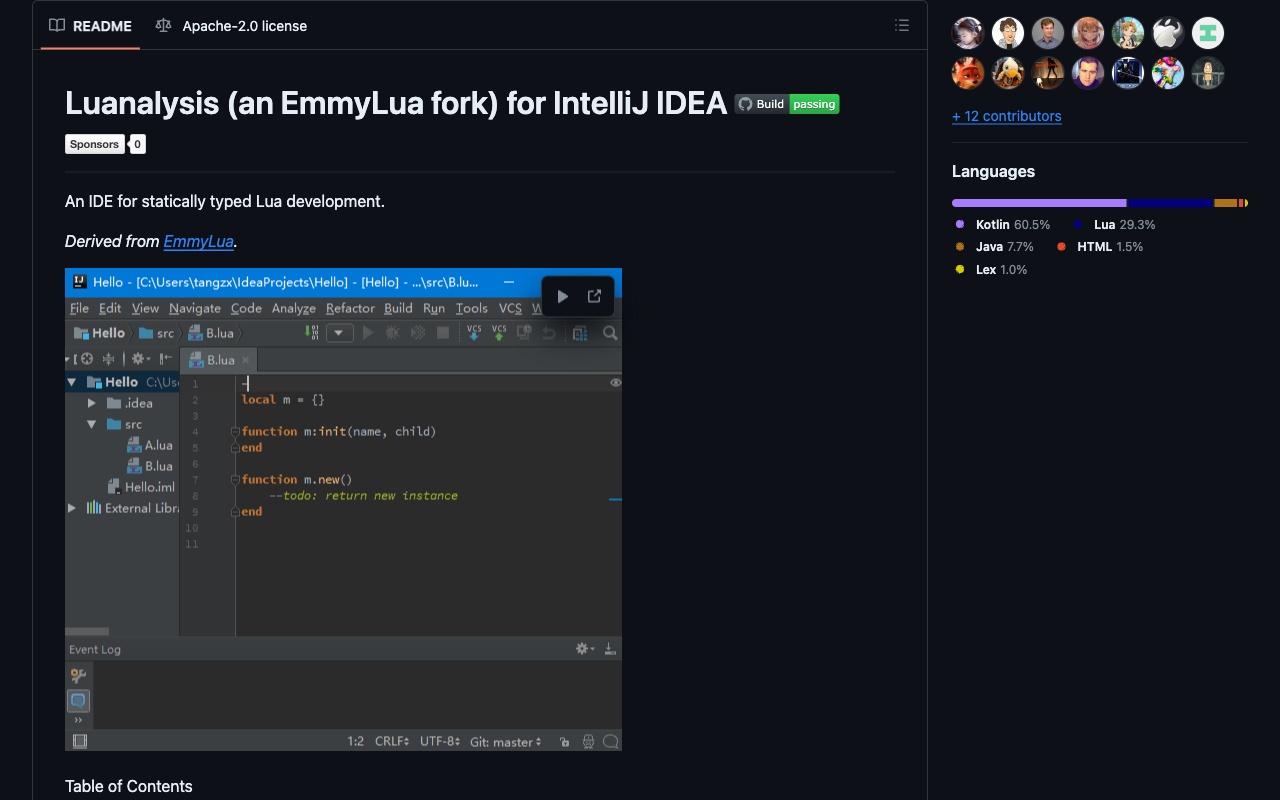 README
Apache-2.0 license
Luanalysis (an EmmyLua fork) for IntelliJ IDEA
Build passing
Sponsors 0
An IDE for statically typed Lua development.
Derived from EmmyLua.
Hello - [C:\Users\tangzx\IdeaProjects\Hello] - [Hello] - ...\src\B.lu...
File Edit View Navigate Code Analyze Refactor Build Run Tools VCS W
Hello src B.lua
VCS VCS
B.lua
Hello C:\Us
.idea
src
A.lua
B.lua
Hello.iml
External Libr
1 -
2 local m = {}
3
4 function m:init(name, child)
5 end
6
7 function m.new()
8 --todo: return new instance
9 end
10
11
Event Log
1:2 CRLF UTF-8 Git: master
Table of Contents
+ 12 contributors
Languages
Kotlin 60.5% Lua 29.3%
Java 7.7% HTML 1.5%
Lex 1.0%